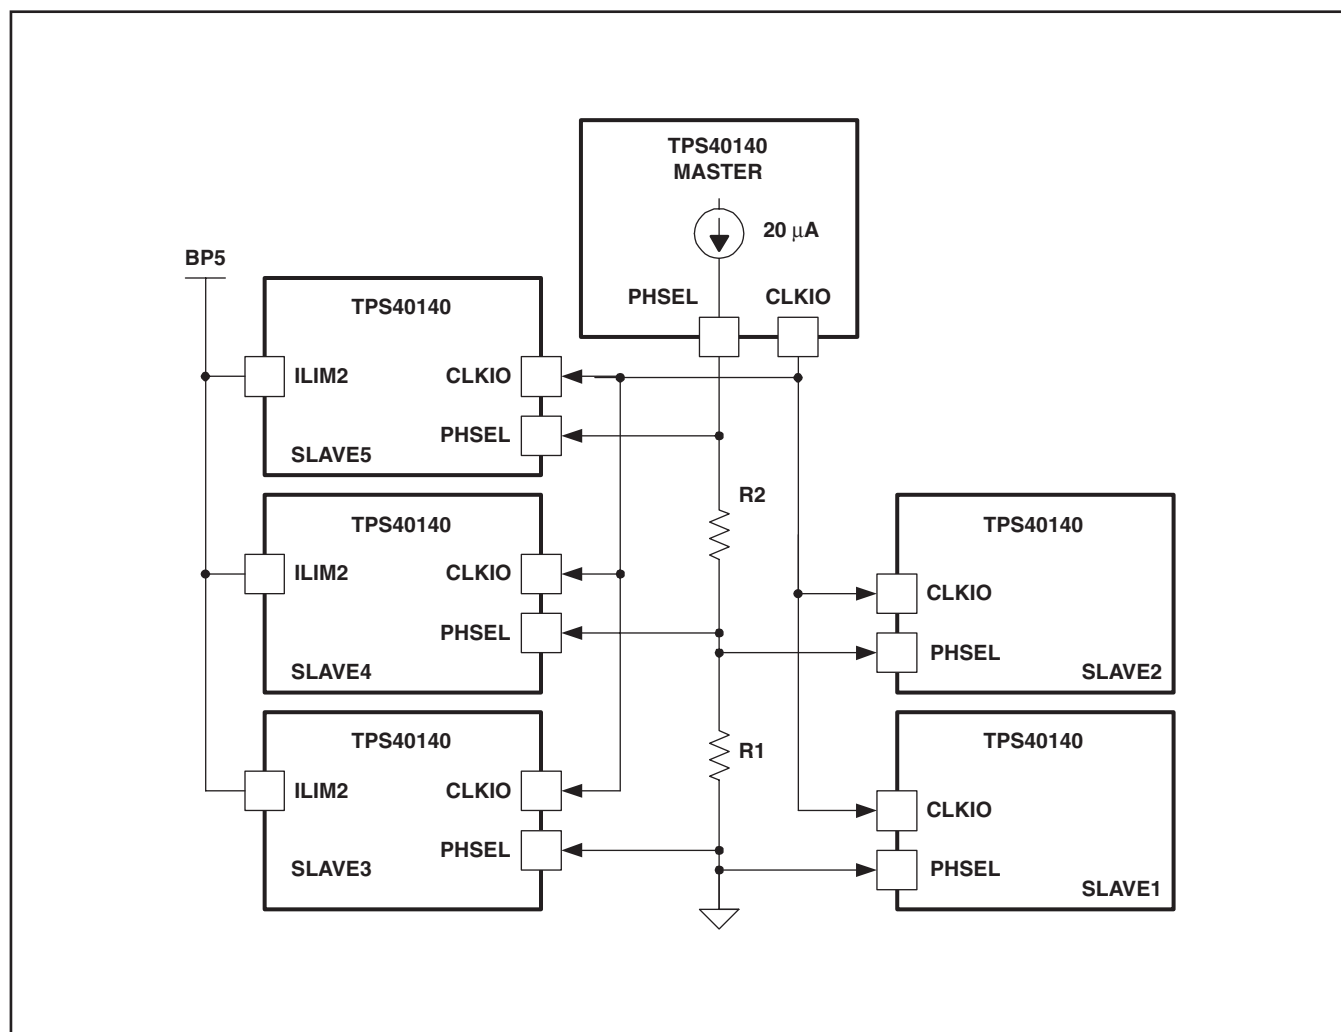 TPS40140
MASTER
20 μA
PHSEL
CLKIO
BP5
TPS40140
ILIM2
CLKIO
PHSEL
SLAVE5
R2
TPS40140
ILIM2
CLKIO
PHSEL
SLAVE4
TPS40140
CLKIO
PHSEL
SLAVE2
R1
TPS40140
ILIM2
CLKIO
PHSEL
SLAVE3
TPS40140
CLKIO
PHSEL
SLAVE1